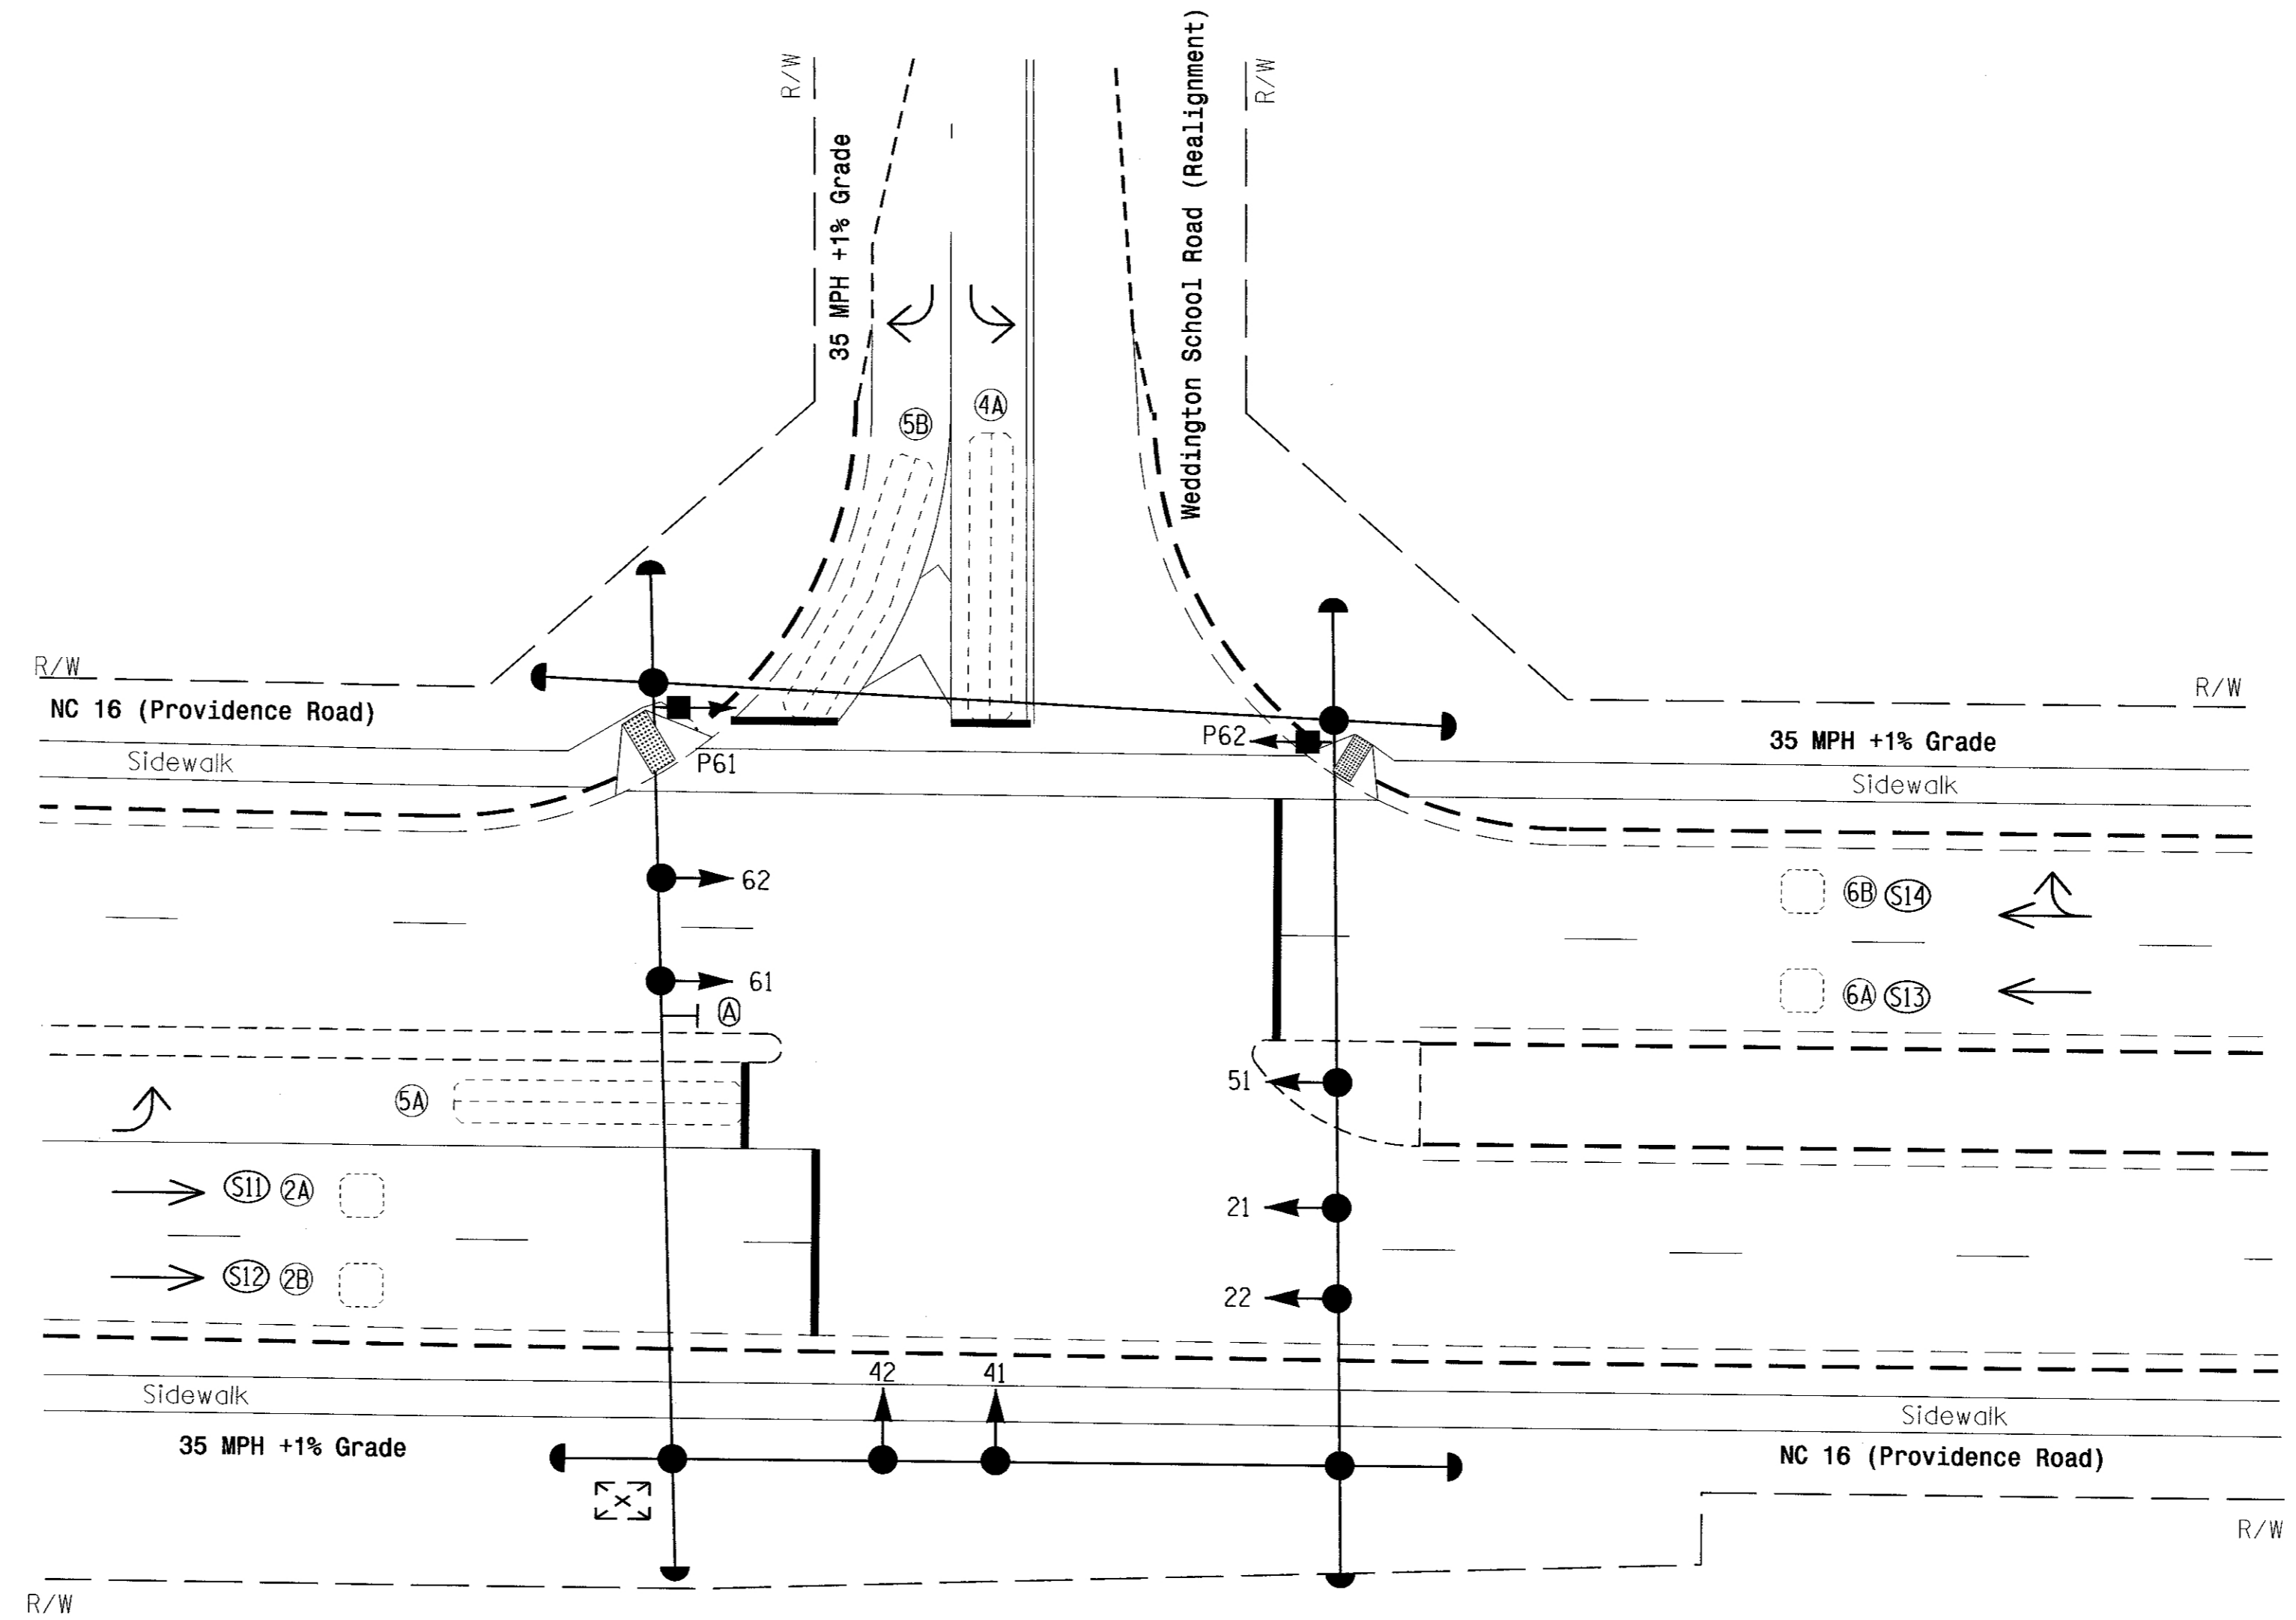 R/W
R/W
Weddington School Road (Realignment)
35 MPH +1% Grade
4A
5B
R/W
R/W
NC 16 (Providence Road)
P62
35 MPH +1% Grade
Sidewalk
P61
Sidewalk
62
6B S14
61
6A S13
A
51
5A
S11 2A
21
S12 2B
22
42 41
Sidewalk
Sidewalk
35 MPH +1% Grade
NC 16 (Providence Road)
X
R/W
R/W